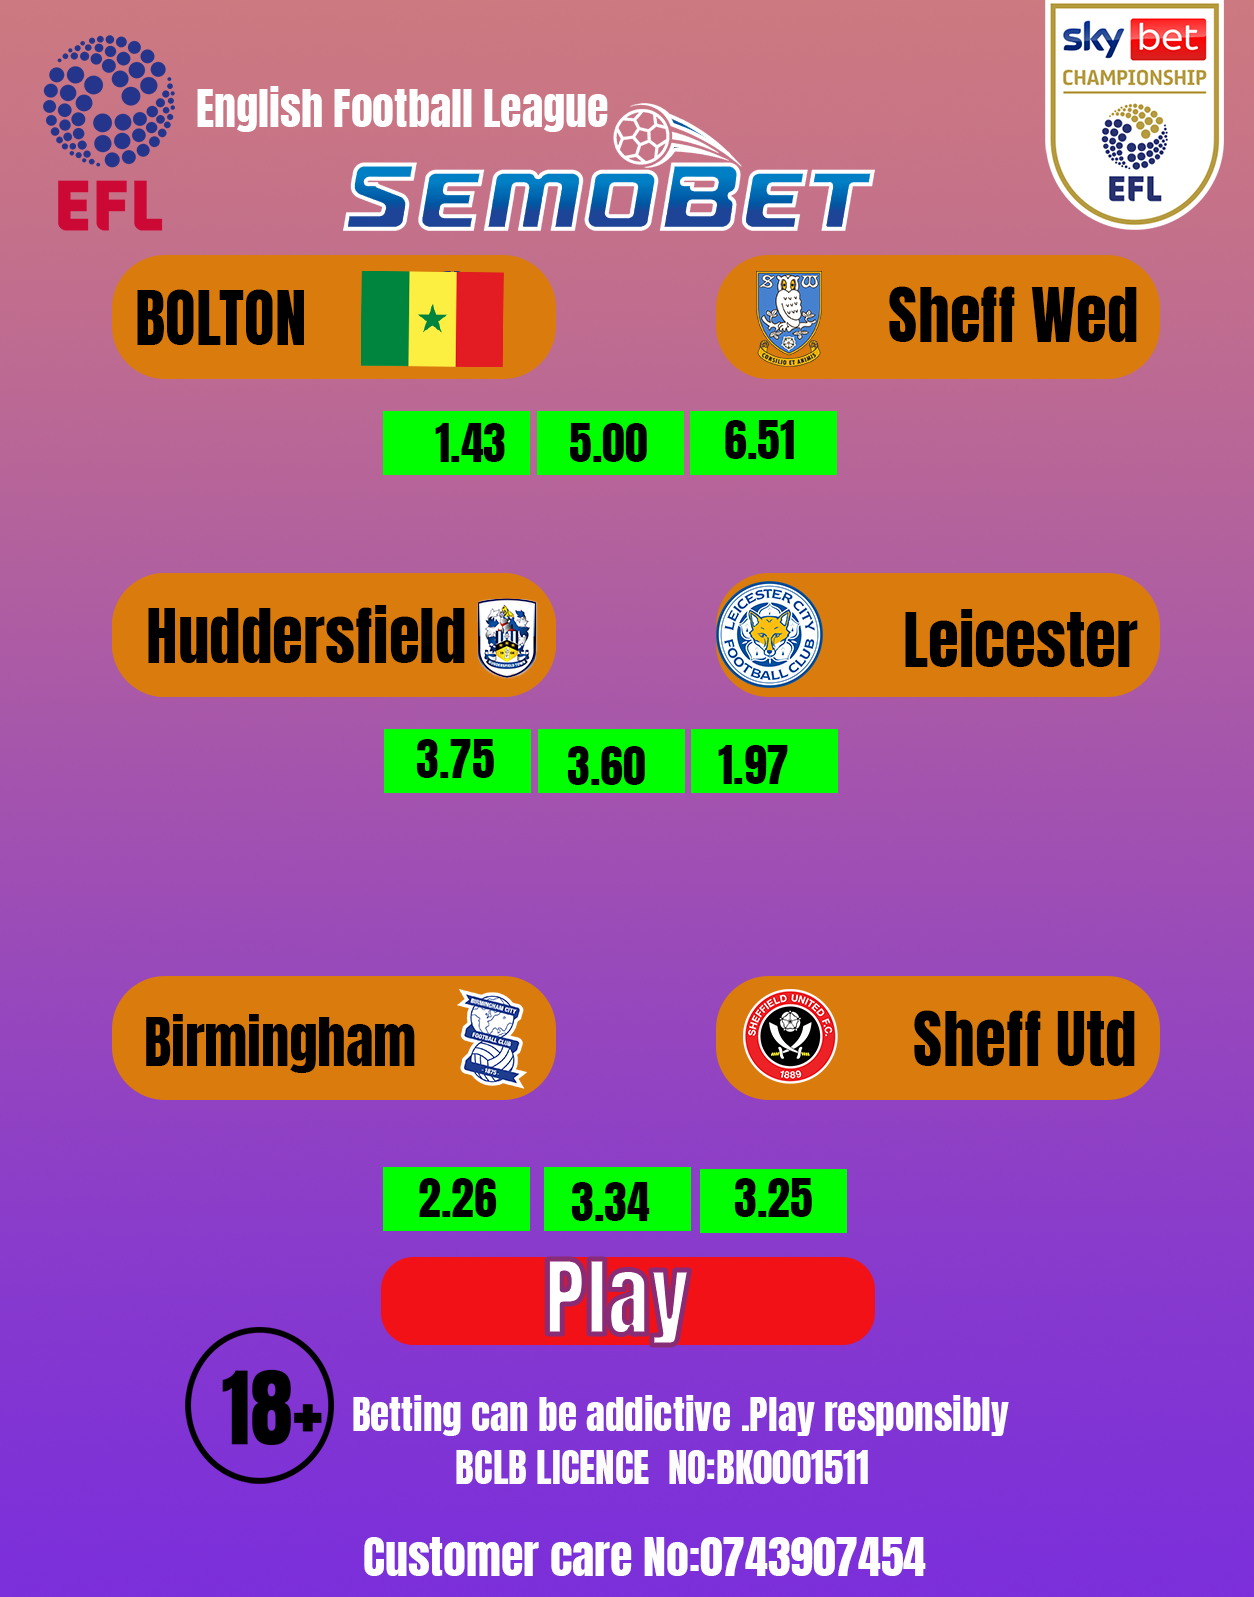 sky bet
CHAMPIONSHIP
EFL
English Football League
EFL
SEMOBET
BOLTON
S W
CONSILIO ET ANIMIS
Sheff Wed
1.43 5.00 6.51
Huddersfield
LEICESTER CITY
FOOTBALL CLUB
Leicester
3.75 3.60 1.97
Birmingham
BIRMINGHAM CITY
FOOTBALL CLUB
1875
SHEFFIELD UNITED F.C.
1889
Sheff Utd
2.26 3.34 3.25
Play
18+
Betting can be addictive .Play responsibly
BCLB LICENCE NO:BK0001511
Customer care No:0743907454